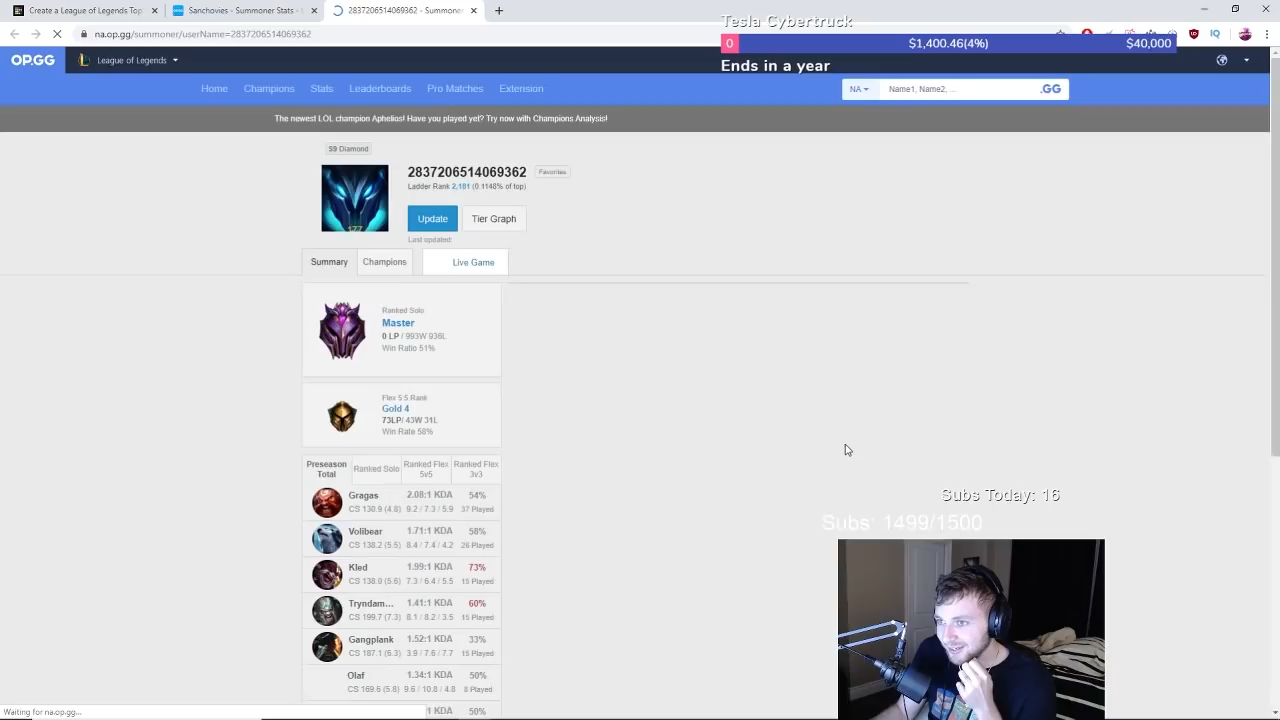 Create a League of Legends Top
Sanchovies - Summoner Stats -
2837206514069362 - Summoner
na.op.gg/summoner/userName=2837206514069362
Tesla Cybertruck
0 $1,400.46(4%) $40,000
Ends in a year
OP.GG
League of Legends
Home Champions Stats Leaderboards Pro Matches Extension
NA Name1, Name2, ... .GG
The newest LOL champion Aphelios! Have you played yet? Try now with Champions Analysis!
S9 Diamond
2837206514069362 Favorites
Ladder Rank 2,181 (0.1148% of top)
177
Update Tier Graph
Last updated:
Summary Champions Live Game
Ranked Solo
Master
0 LP / 993W 936L
Win Ratio 51%
Flex 5:5 Rank
Gold 4
73LP/ 43W 31L
Win Rate 58%
Preseason Total Ranked Solo Ranked Flex 5v5 Ranked Flex 3v3
Gragas 2.08:1 KDA 54%
CS 130.9 (4.8) 9.2 / 7.3 / 5.9 37 Played
Volibear 1.71:1 KDA 58%
CS 138.2 (5.5) 8.4 / 7.4 / 4.2 26 Played
Kled 1.99:1 KDA 73%
CS 138.0 (5.6) 7.3 / 6.4 / 5.5 15 Played
Tryndam... 1.41:1 KDA 60%
CS 199.7 (7.3) 8.1 / 8.2 / 3.5 15 Played
Gangplank 1.52:1 KDA 33%
CS 187.1 (6.3) 3.9 / 7.6 / 7.7 15 Played
Olaf 1.34:1 KDA 50%
CS 169.6 (5.8) 9.6 / 10.8 / 4.8 8 Played
:1 KDA 50%
Subs Today: 16
Subs: 1499/1500
Waiting for na.op.gg...